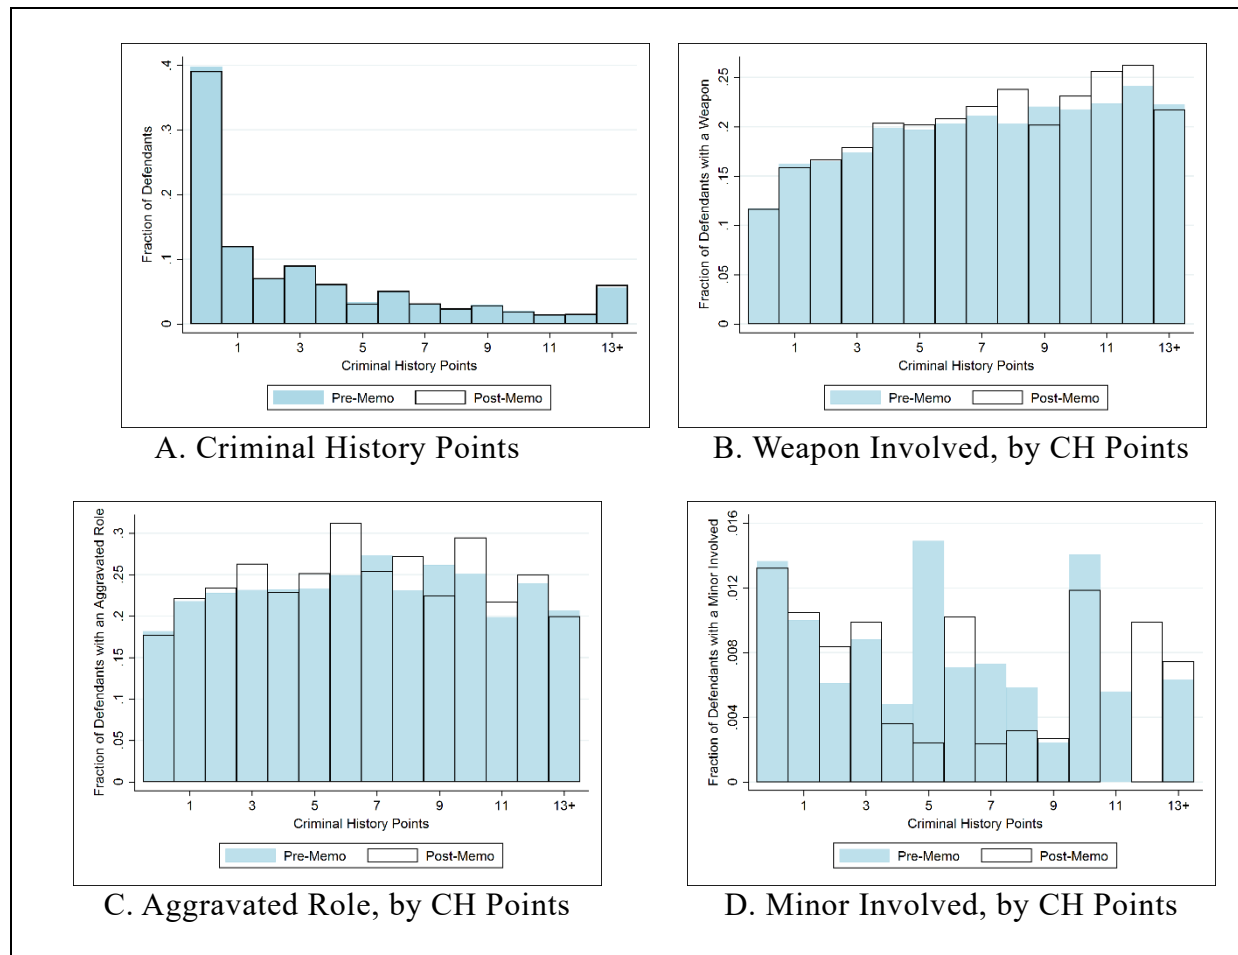 Fraction of Defendants
.4
.3
.2
.1
0
1 3 5 7 9 11 13+
Criminal History Points
Pre-Memo Post-Memo
A. Criminal History Points
Fraction of Defendants with a Weapon
.25
.2
.15
.1
.05
0
1 3 5 7 9 11 13+
Criminal History Points
Pre-Memo Post-Memo
B. Weapon Involved, by CH Points
Fraction of Defendants with an Aggravated Role
.3
.25
.2
.15
.1
.05
0
1 3 5 7 9 11 13+
Criminal History Points
Pre-Memo Post-Memo
C. Aggravated Role, by CH Points
Fraction of Defendants with a Minor Involved
.016
.012
.008
.004
0
1 3 5 7 9 11 13+
Criminal History Points
Pre-Memo Post-Memo
D. Minor Involved, by CH Points